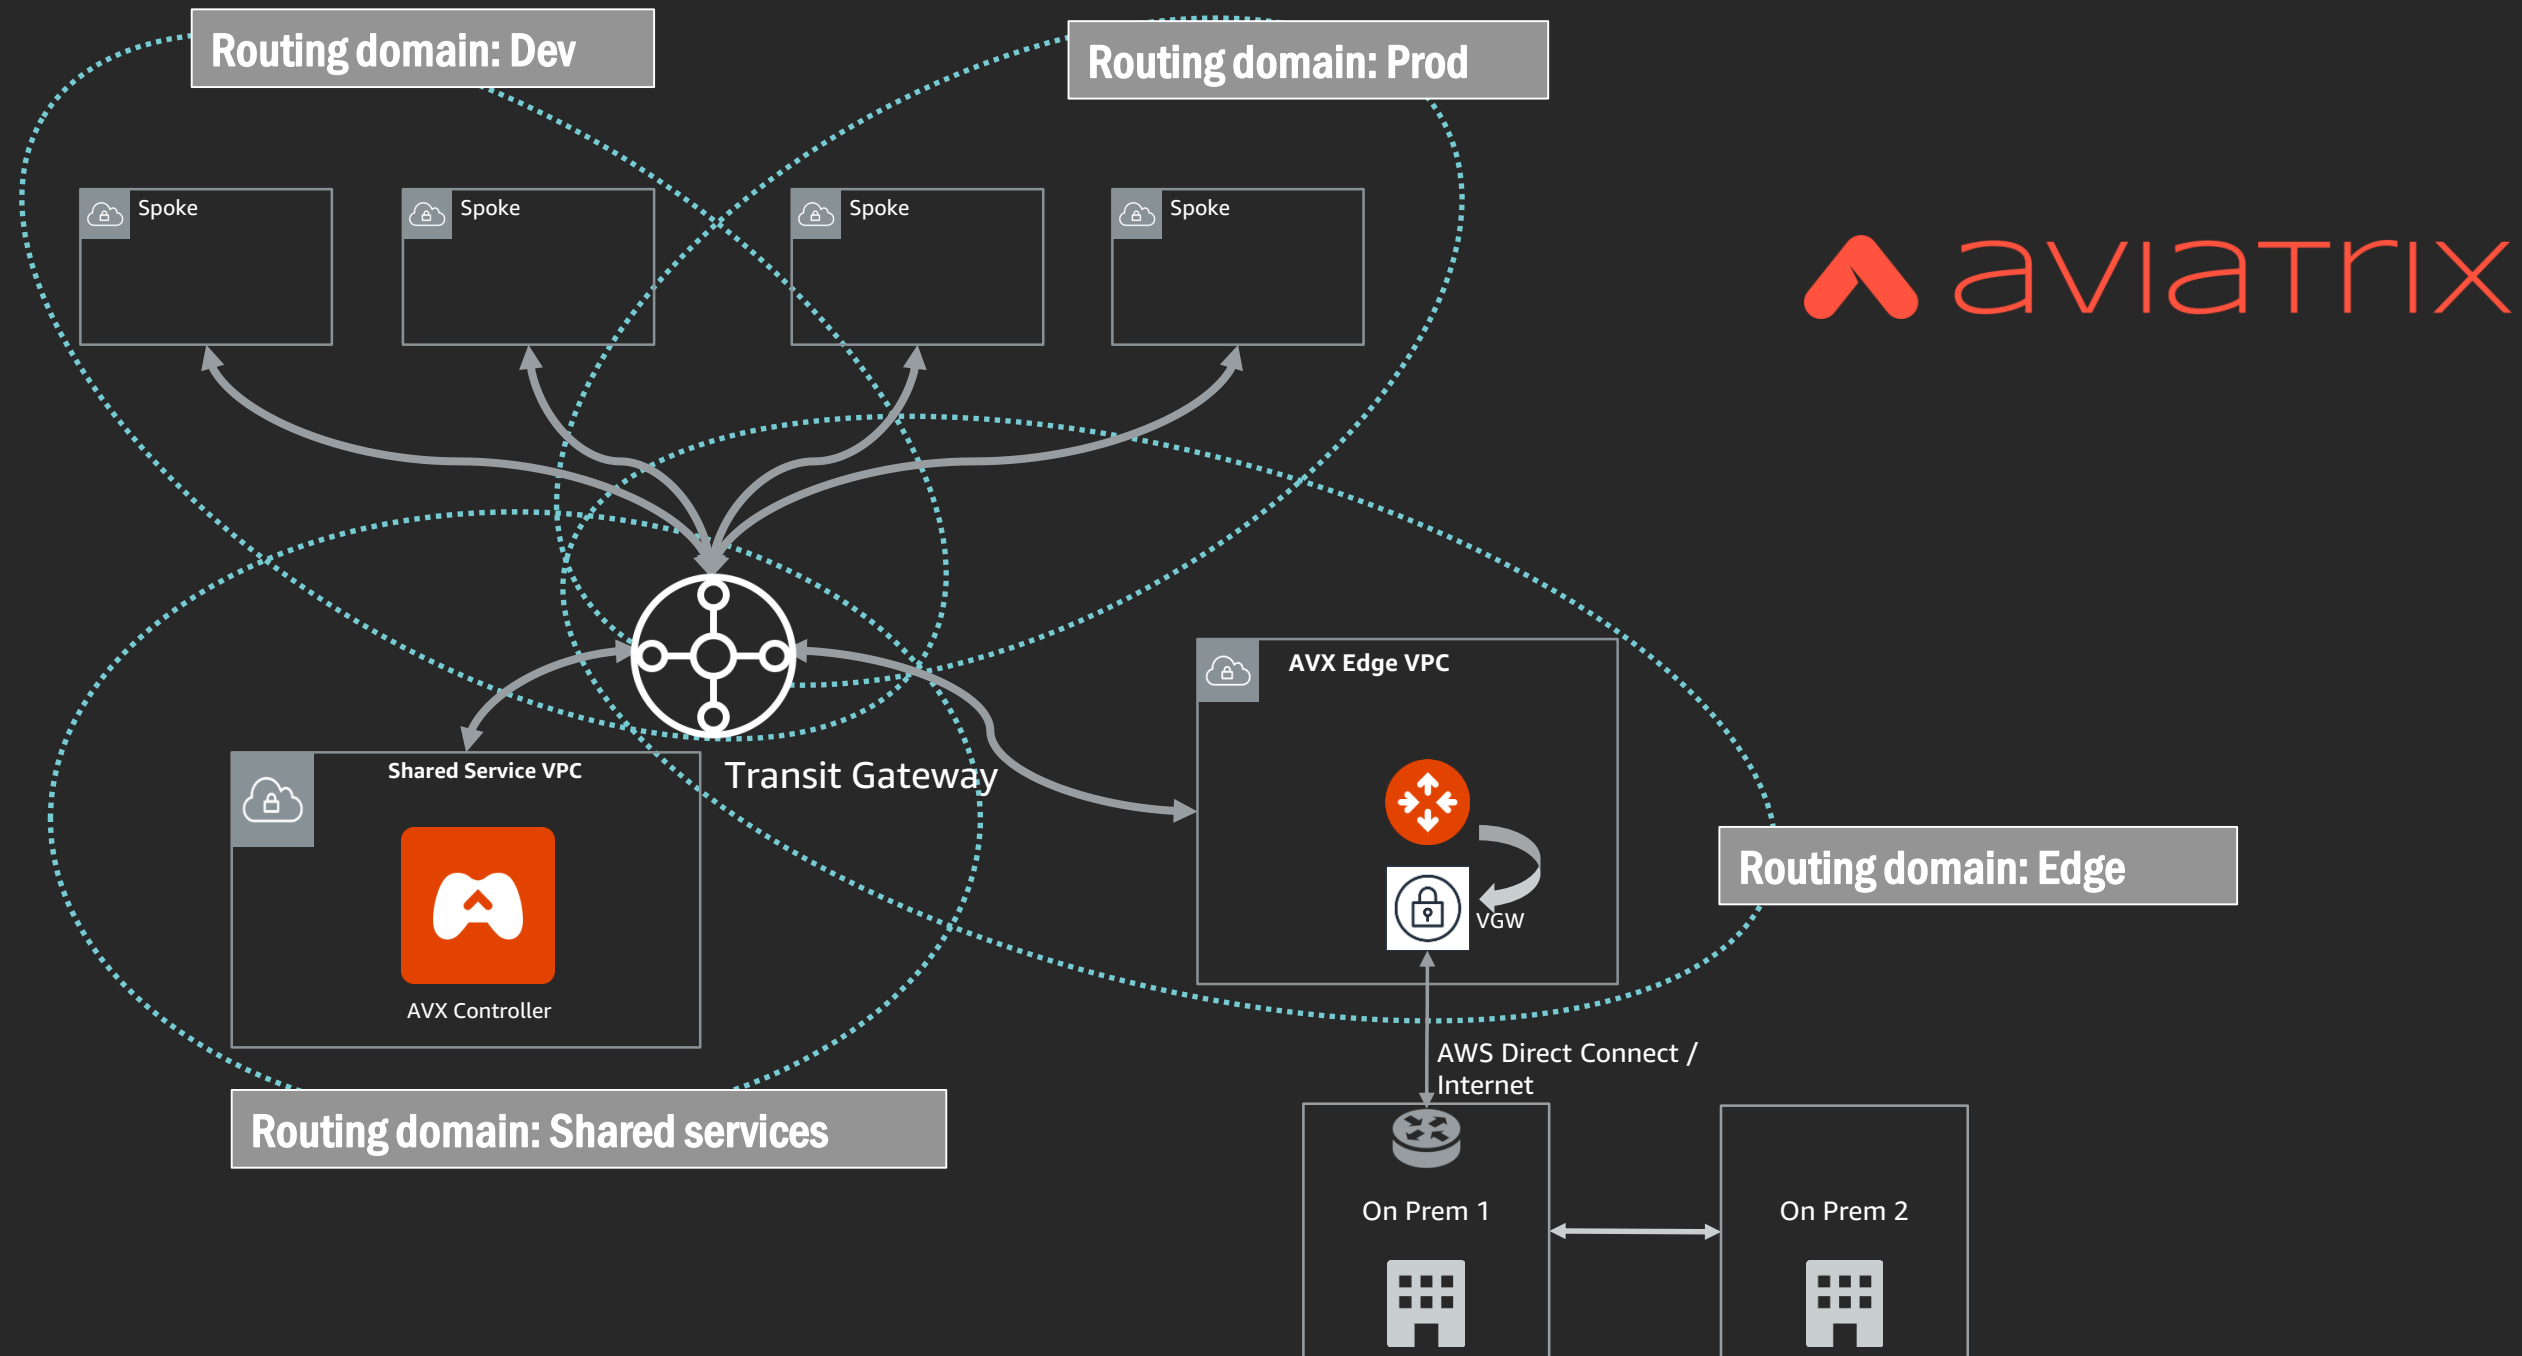 Routing domain: Dev
Routing domain: Prod
Spoke
Spoke
Spoke
Spoke
aviatrix
AVX Edge VPC
Shared Service VPC
Transit Gateway
Routing domain: Edge
VGW
AVX Controller
AWS Direct Connect /
Internet
Routing domain: Shared services
On Prem 1
On Prem 2